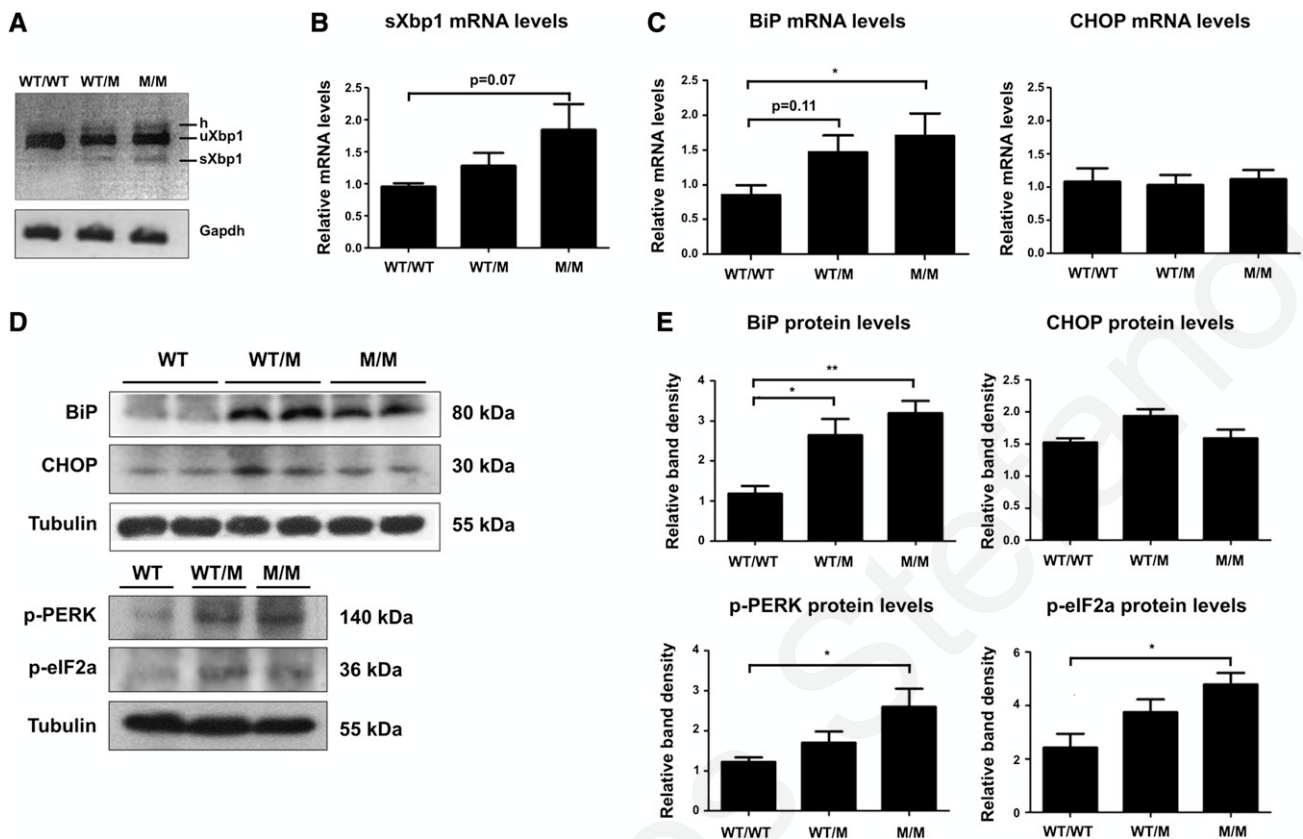 A
WT/WT WT/M M/M
h
uXbp1
sXbp1
Gapdh
B
sXbp1 mRNA levels
Relative mRNA levels
2.5
2.0
1.5
1.0
0.5
0.0
p=0.07
WT/WT WT/M M/M
C
BiP mRNA levels
Relative mRNA levels
2.5
2.0
1.5
1.0
0.5
0.0
*
p=0.11
WT/WT WT/M M/M
CHOP mRNA levels
Relative mRNA levels
2.5
2.0
1.5
1.0
0.5
0.0
WT/WT WT/M M/M
D
WT WT/M M/M
BiP 80 kDa
CHOP 30 kDa
Tubulin 55 kDa
WT WT/M M/M
p-PERK 140 kDa
p-eIF2a 36 kDa
Tubulin 55 kDa
E
BiP protein levels
Relative band density
4
3
2
1
0
**
*
WT/WT WT/M M/M
CHOP protein levels
Relative band density
2.5
2.0
1.5
1.0
0.5
0.0
WT/WT WT/M M/M
p-PERK protein levels
Relative band density
4
3
2
1
0
*
WT/WT WT/M M/M
p-eIF2a protein levels
Relative band density
6
4
2
0
*
WT/WT WT/M M/M
Stefano